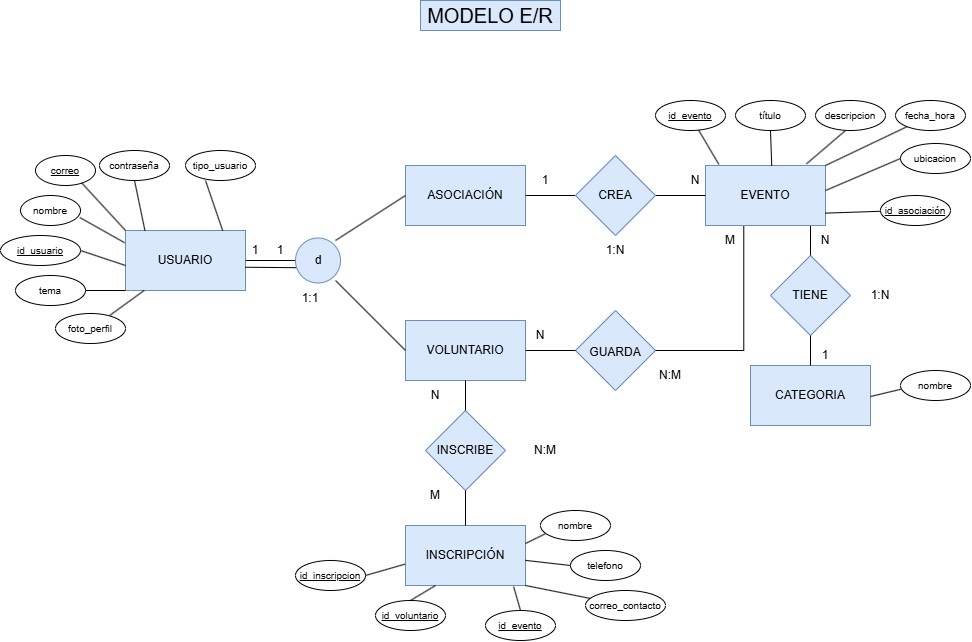 MODELO E/R
id_evento
título
descripcion
fecha_hora
ubicacion
id_asociación
correo
contraseña
tipo_usuario
nombre
id_usuario
tema
foto_perfil
USUARIO
1
1
d
1:1
ASOCIACIÓN
1
CREA
N
1:N
EVENTO
M
N
TIENE
1:N
1
CATEGORIA
nombre
VOLUNTARIO
N
GUARDA
N:M
N
INSCRIBE
N:M
M
INSCRIPCIÓN
nombre
telefono
correo_contacto
id_inscripcion
id_voluntario
id_evento